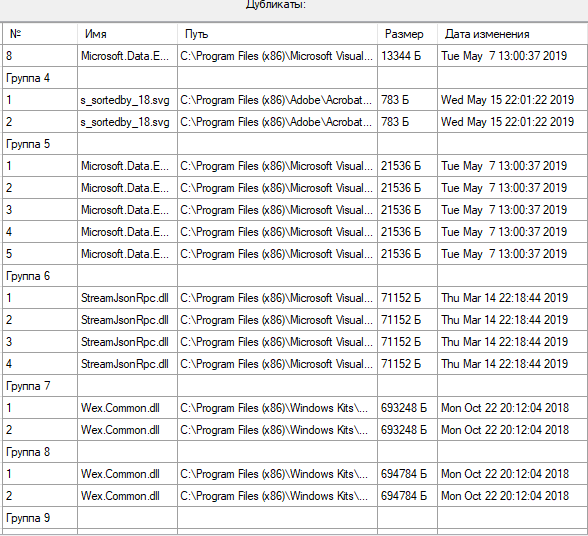 Дубликаты:
№ Имя Путь Размер Дата изменения
8 Microsoft.Data.E... C:\Program Files (x86)\Microsoft Visual... 13344 Б Tue May 7 13:00:37 2019
Группа 4
1 s_sortedby_18.svg C:\Program Files (x86)\Adobe\Acrobat... 783 Б Wed May 15 22:01:22 2019
2 s_sortedby_18.svg C:\Program Files (x86)\Adobe\Acrobat... 783 Б Wed May 15 22:01:22 2019
Группа 5
1 Microsoft.Data.E... C:\Program Files (x86)\Microsoft Visual... 21536 Б Tue May 7 13:00:37 2019
2 Microsoft.Data.E... C:\Program Files (x86)\Microsoft Visual... 21536 Б Tue May 7 13:00:37 2019
3 Microsoft.Data.E... C:\Program Files (x86)\Microsoft Visual... 21536 Б Tue May 7 13:00:37 2019
4 Microsoft.Data.E... C:\Program Files (x86)\Microsoft Visual... 21536 Б Tue May 7 13:00:37 2019
5 Microsoft.Data.E... C:\Program Files (x86)\Microsoft Visual... 21536 Б Tue May 7 13:00:37 2019
Группа 6
1 StreamJsonRpc.dll C:\Program Files (x86)\Microsoft Visual... 71152 Б Thu Mar 14 22:18:44 2019
2 StreamJsonRpc.dll C:\Program Files (x86)\Microsoft Visual... 71152 Б Thu Mar 14 22:18:44 2019
3 StreamJsonRpc.dll C:\Program Files (x86)\Microsoft Visual... 71152 Б Thu Mar 14 22:18:44 2019
4 StreamJsonRpc.dll C:\Program Files (x86)\Microsoft Visual... 71152 Б Thu Mar 14 22:18:44 2019
Группа 7
1 Wex.Common.dll C:\Program Files (x86)\Windows Kits\... 693248 Б Mon Oct 22 20:12:04 2018
2 Wex.Common.dll C:\Program Files (x86)\Windows Kits\... 693248 Б Mon Oct 22 20:12:04 2018
Группа 8
1 Wex.Common.dll C:\Program Files (x86)\Windows Kits\... 694784 Б Mon Oct 22 20:12:04 2018
2 Wex.Common.dll C:\Program Files (x86)\Windows Kits\... 694784 Б Mon Oct 22 20:12:04 2018
Группа 9